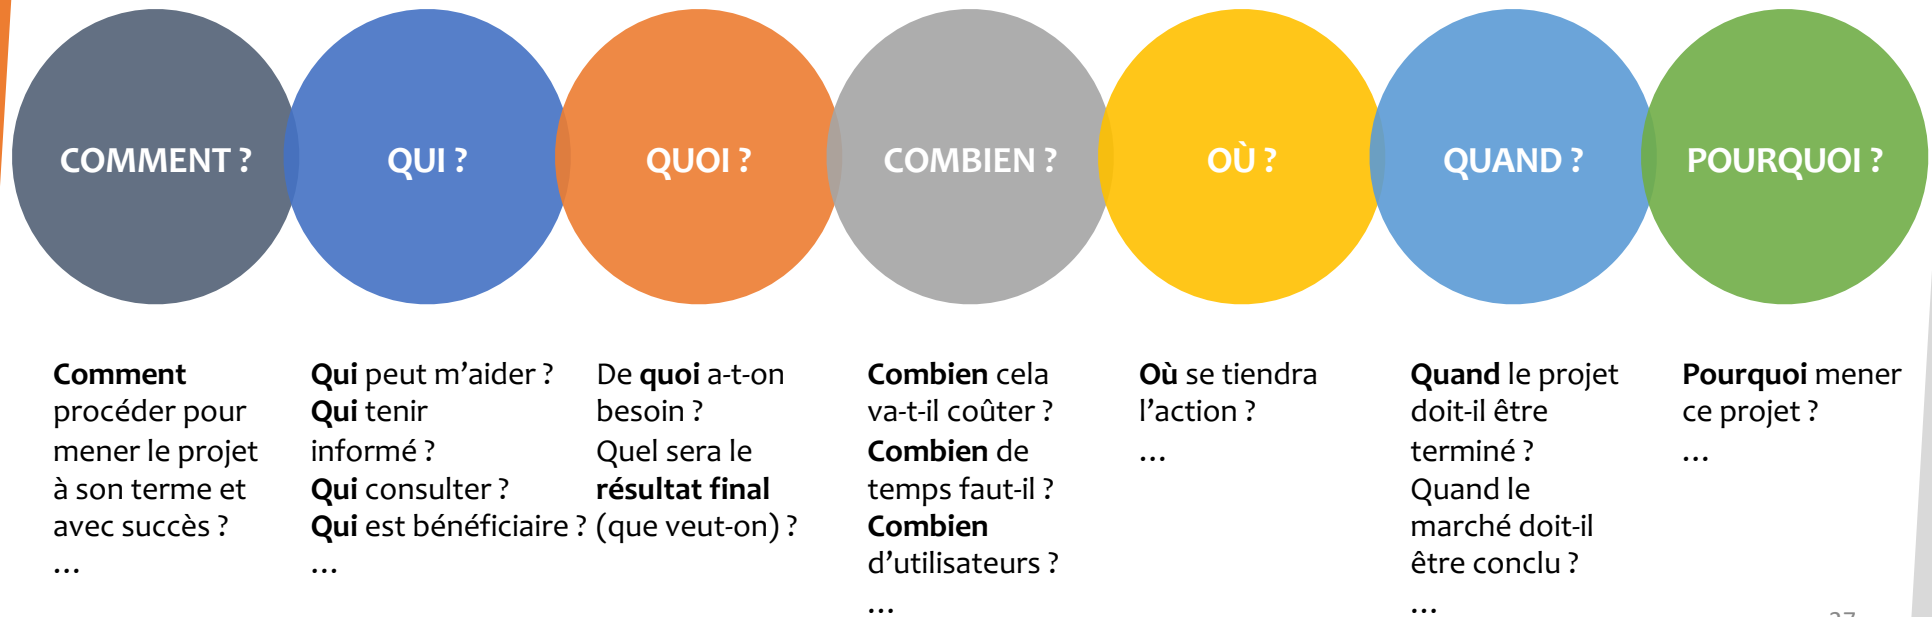 COMMENT ?
QUI ?
QUOI ?
COMBIEN ?
OÙ ?
QUAND ?
POURQUOI ?
Comment
procéder pour
mener le projet
à son terme et
avec succès ?
…
Qui peut m’aider ?
Qui tenir
informé ?
Qui consulter ?
Qui est bénéficiaire ?
…
De quoi a-t-on
besoin ?
Quel sera le
résultat final
(que veut-on) ?
Combien cela
va-t-il coûter ?
Combien de
temps faut-il ?
Combien
d’utilisateurs ?
…
Où se tiendra
l’action ?
…
Quand le projet
doit-il être
terminé ?
Quand le
marché doit-il
être conclu ?
…
Pourquoi mener
ce projet ?
…